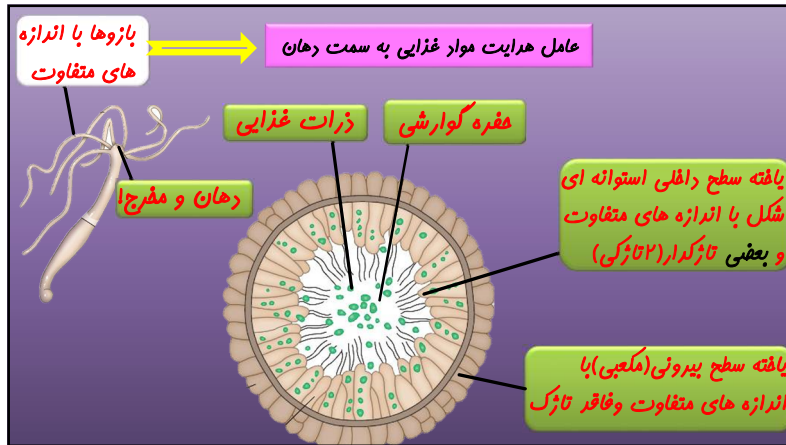 بازوها با اندازه
های متفاوت
عامل هدایت مواد غذایی به سمت دهان
ذرات غذایی
حفره گوارشی
دهان و مخرج!
یاخته سطح داخلی استوانه ای
شکل با اندازه های متفاوت
و بعضی تاژکدار(۲تاژکی)
یاخته سطح بیرونی(مکعبی)با
اندازه های متفاوت وفاقد تاژک